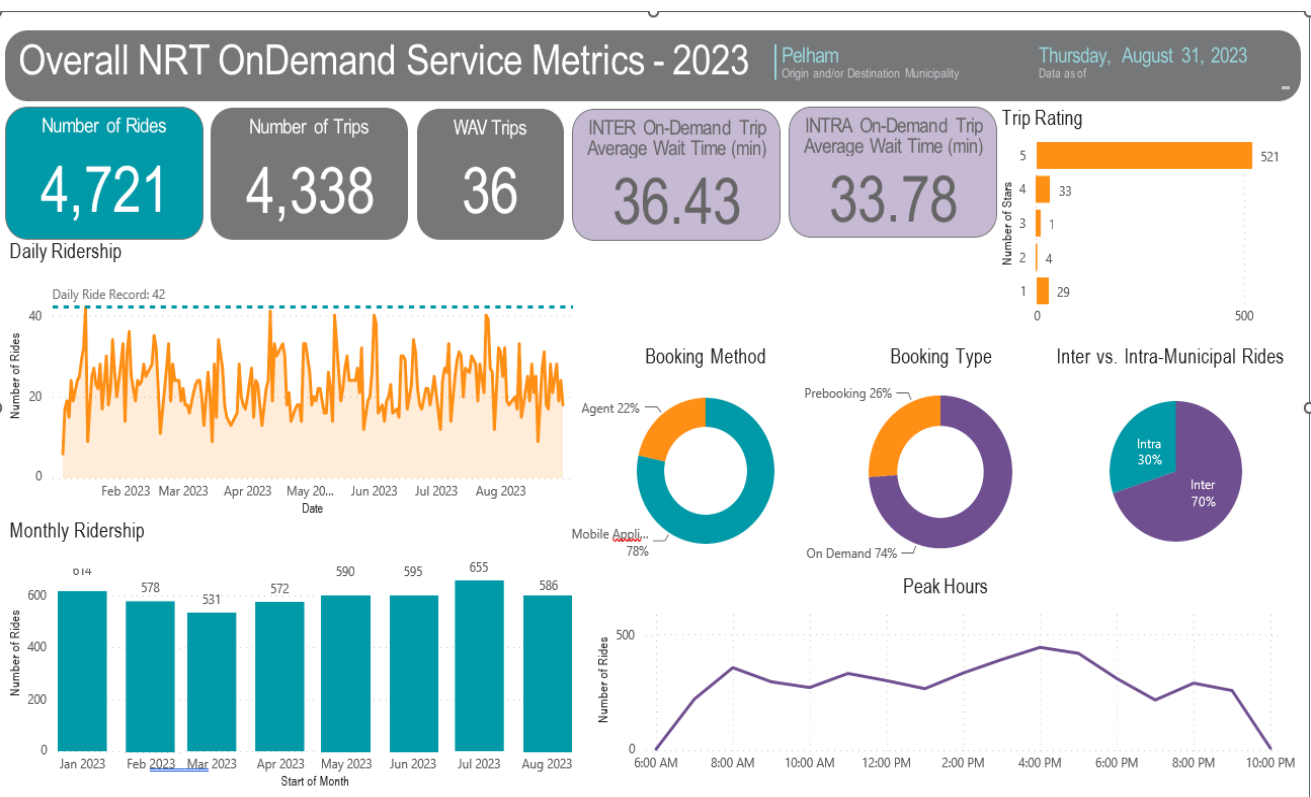 Overall NRT OnDemand Service Metrics - 2023
Pelham
Origin and/or Destination Municipality
Thursday, August 31, 2023
Data as of
Number of Rides
4,721
Number of Trips
4,338
WAV Trips
36
INTER On-Demand Trip
Average Wait Time (min)
36.43
INTRA On-Demand Trip
Average Wait Time (min)
33.78
Trip Rating
Number of Stars
5
521
4
33
3
1
2
4
1
29
0
500
Daily Ridership
Daily Ride Record: 42
Number of Rides
40
20
0
Feb 2023 Mar 2023 Apr 2023 May 20... Jun 2023 Jul 2023 Aug 2023
Date
Booking Method
Agent 22%
Mobile Appli...
78%
Booking Type
Prebooking 26%
On Demand 74%
Inter vs. Intra-Municipal Rides
Intra
30%
Inter
70%
Monthly Ridership
Number of Rides
600
400
200
0
614
578
531
572
590
595
655
586
Jan 2023 Feb 2023 Mar 2023 Apr 2023 May 2023 Jun 2023 Jul 2023 Aug 2023
Start of Month
Peak Hours
Number of Rides
500
0
6:00 AM 8:00 AM 10:00 AM 12:00 PM 2:00 PM 4:00 PM 6:00 PM 8:00 PM 10:00 PM